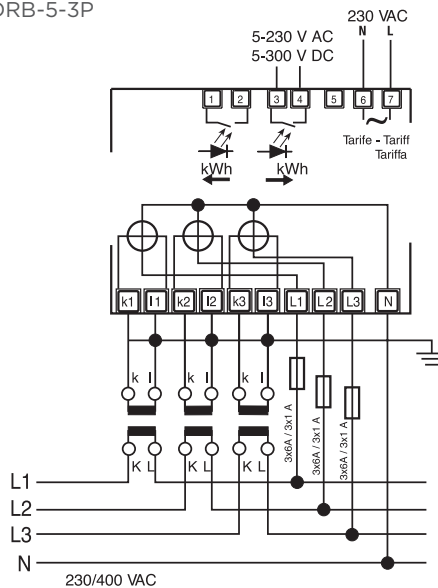 ORB-5-3P
230 VAC
5-230 V AC N L
5-300 V DC
1 2 3 4 5 6 7
~
Tarife - Tariff
Tariffa
kWh kWh
k1 l1 k2 l2 k3 l3 L1 L2 L3 N
k l k l k l
3x6A / 3x1 A
3x6A / 3x1 A
3x6A / 3x1 A
K L K L K L
L1
L2
L3
N
230/400 VAC